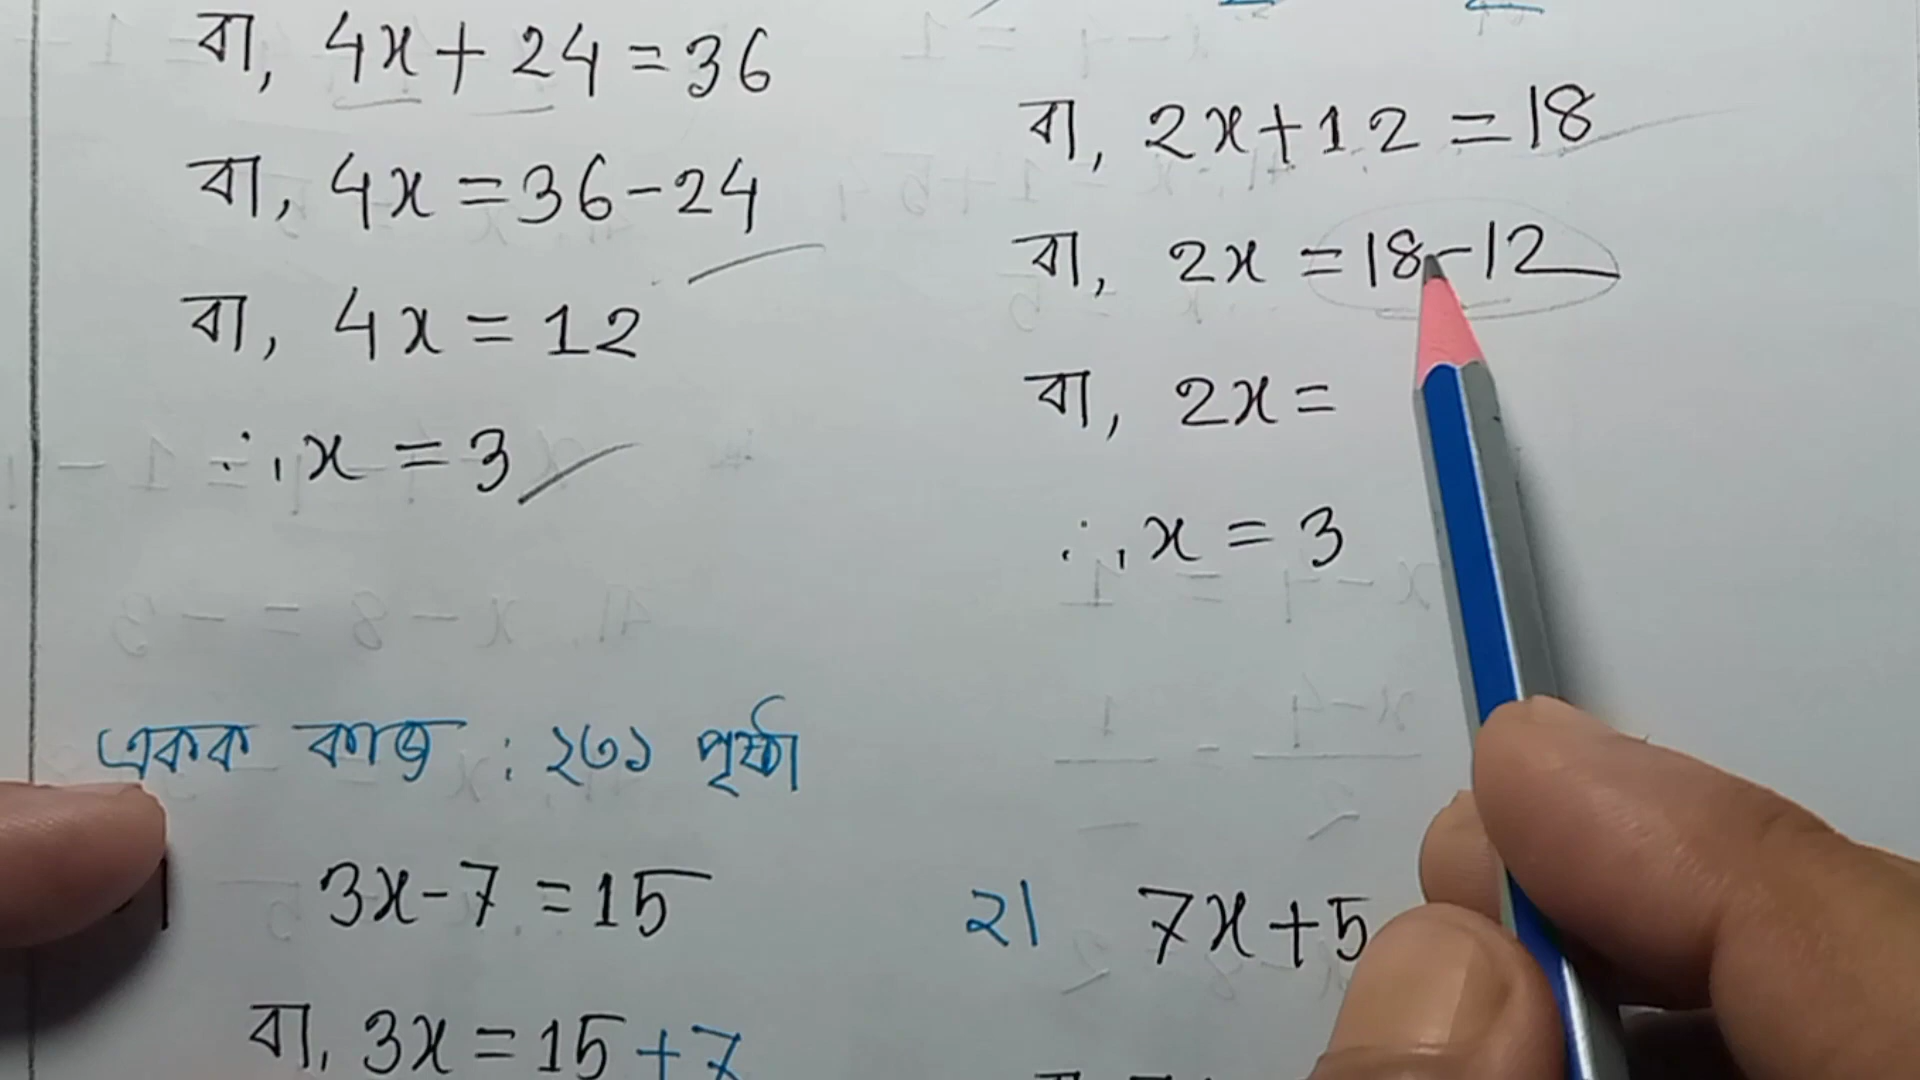 বা, 4x + 24 = 36
বা, 4x = 36 - 24
বা, 4x = 12
∴, x = 3
বা, 2x + 12 = 18
বা, 2x = 18 - 12
বা, 2x =
∴, x = 3
একক কাজ : ২৩১ পৃষ্ঠা
3x - 7 = 15
বা, 3x = 15 + 7
২। 7x + 5